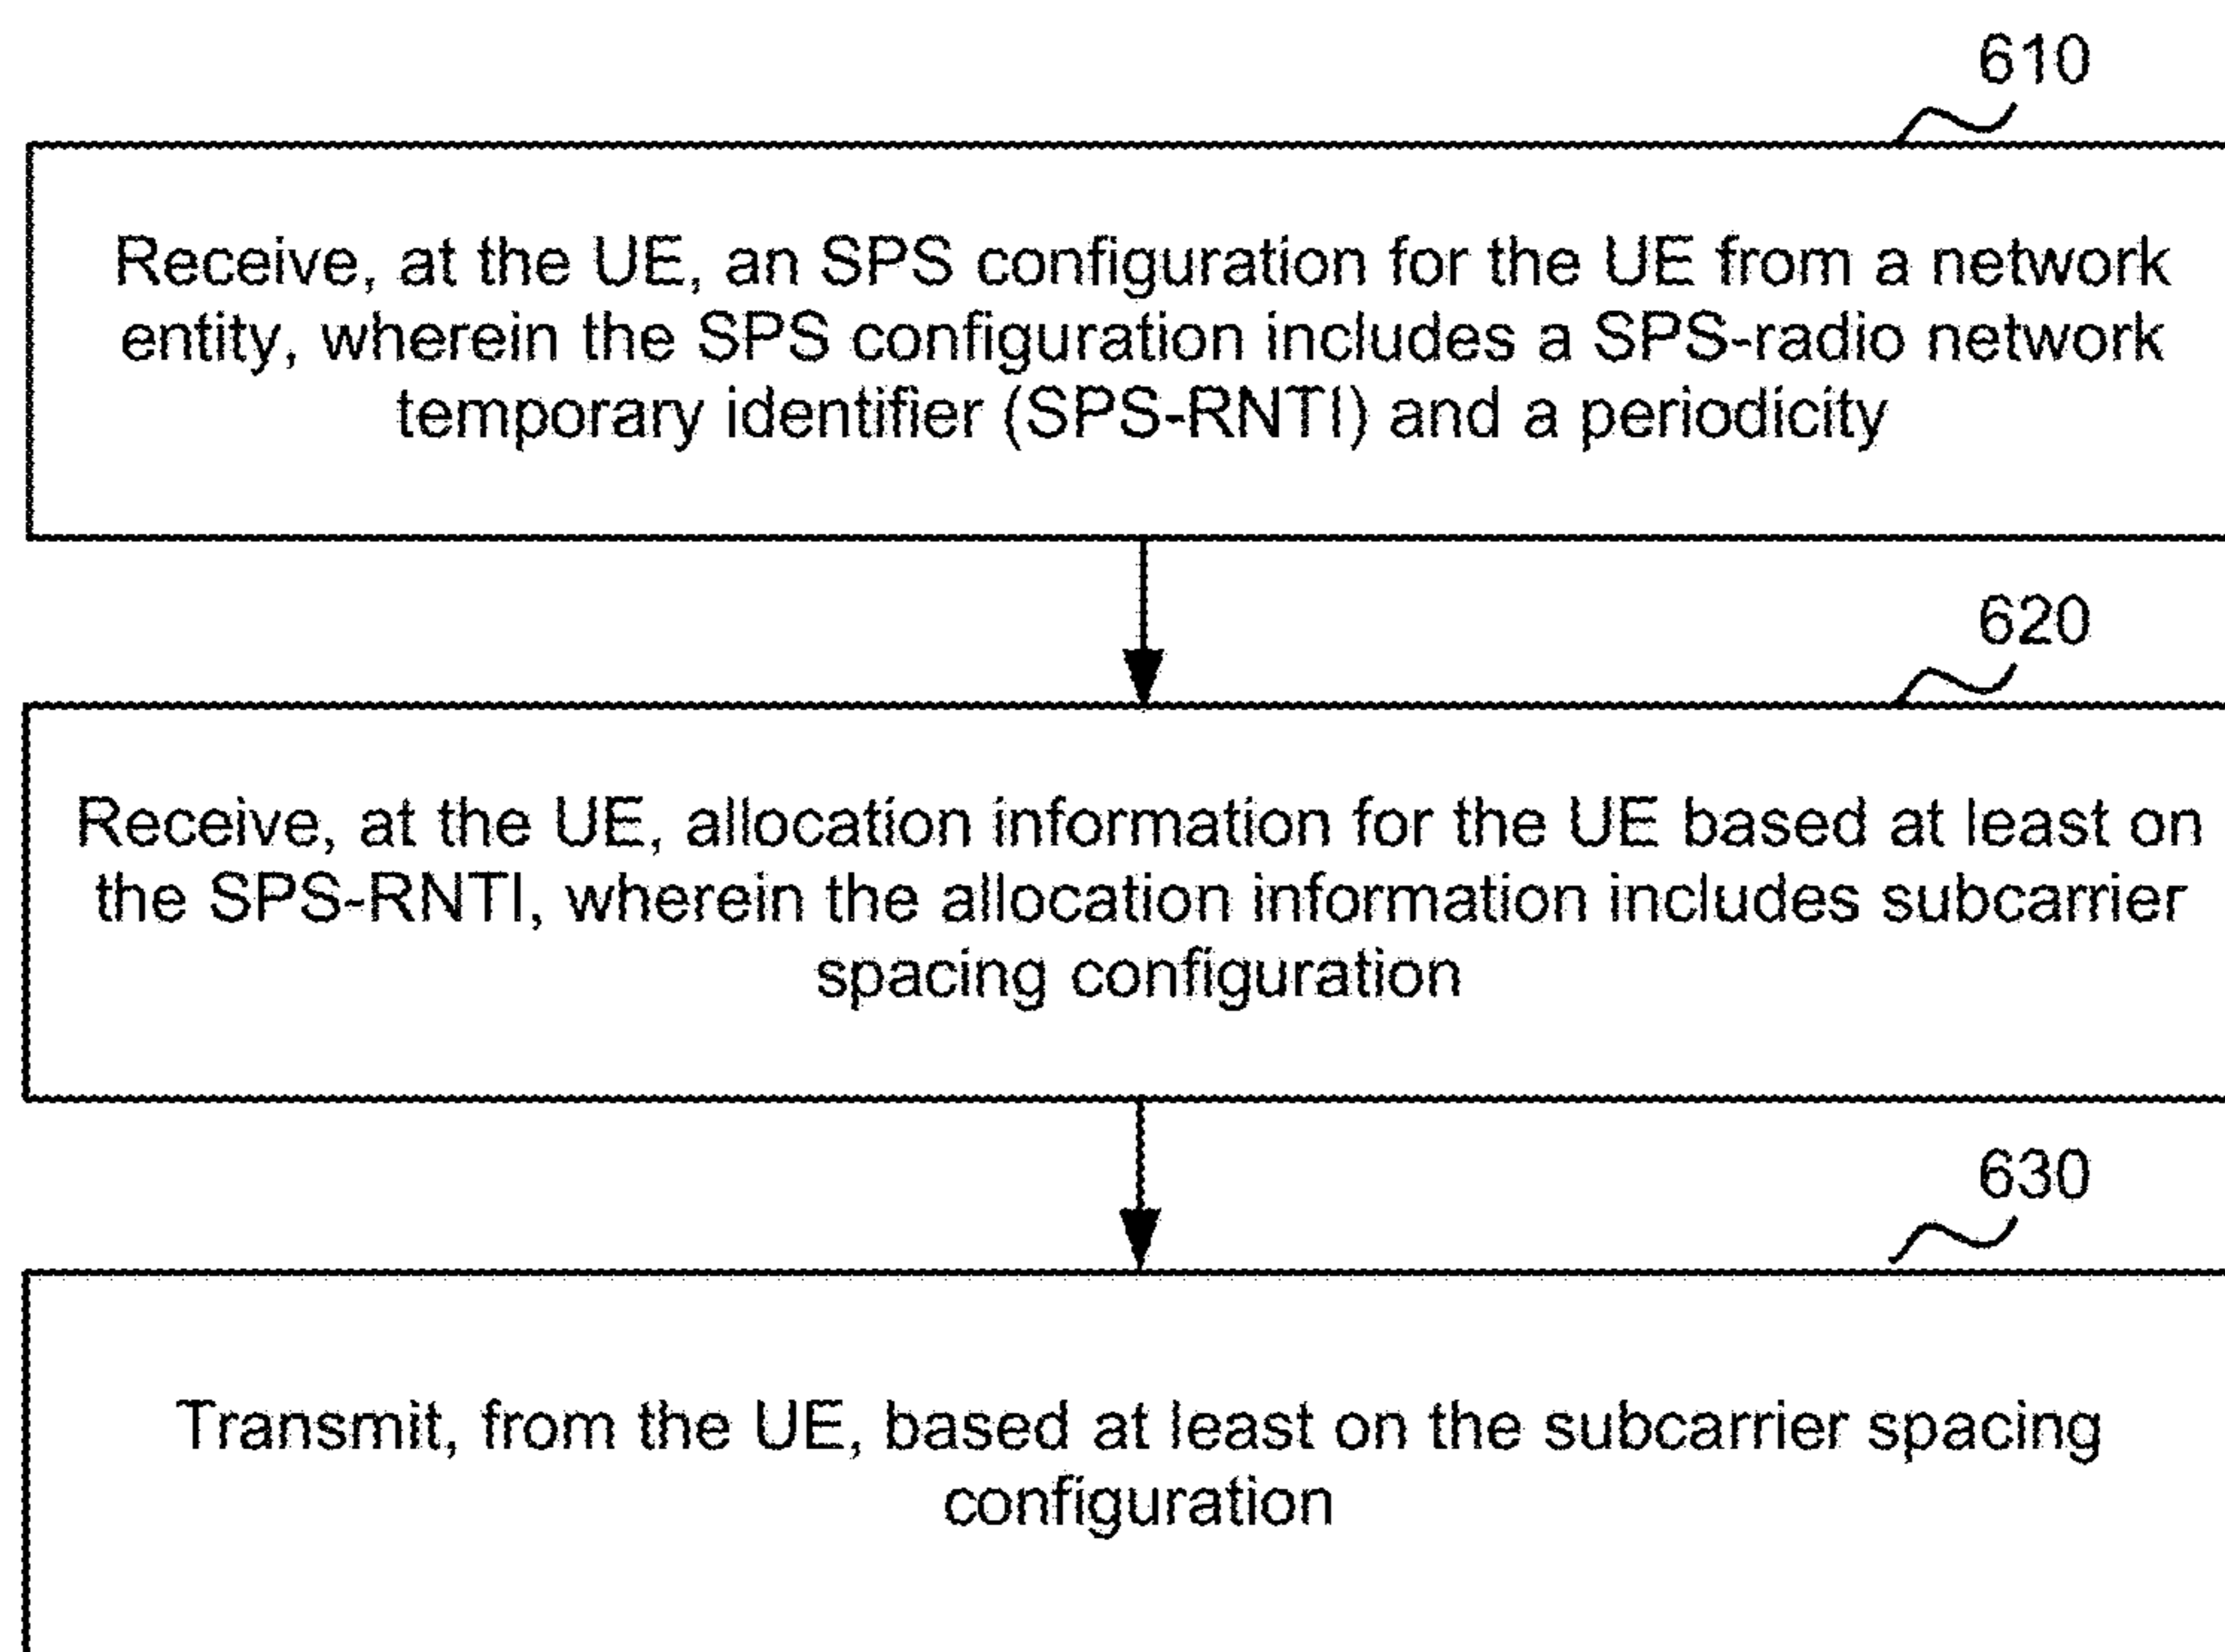 610
Receive, at the UE, an SPS configuration for the UE from a network
entity, wherein the SPS configuration includes a SPS-radio network
temporary identifier (SPS-RNTI) and a periodicity
620
Receive, at the UE, allocation information for the UE based at least on
the SPS-RNTI, wherein the allocation information includes subcarrier
spacing configuration
630
Transmit, from the UE, based at least on the subcarrier spacing
configuration